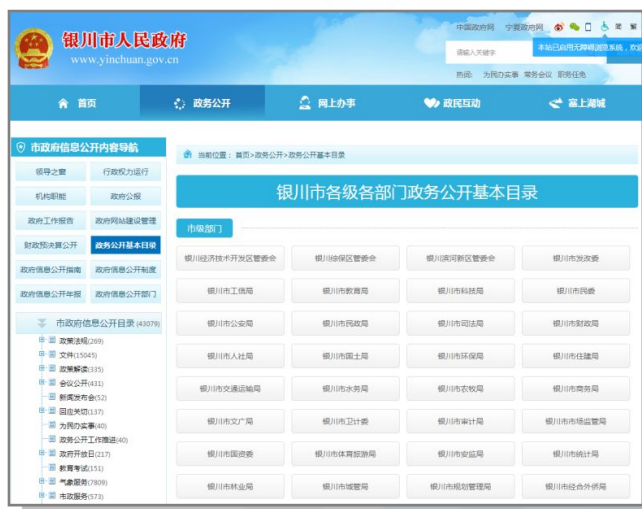 中国政府网 宁夏政府网 简 繁
银川市人民政府
www.yinchuan.gov.cn
请输入关键字
本站已启用无障碍浏览系统，欢迎
热词: 为民办实事 常务会议 职务任免
首页 政务公开 网上办事 政民互动 塞上湖城
市政府信息公开内容导航
领导之窗 行政权力运行
机构职能 政府公报
政府工作报告 政府网站建设管理
财政预决算公开 政务公开基本目录
政府信息公开指南 政府信息公开制度
政府信息公开年报 政府信息公开部门
市政府信息公开目录 (43079)
政策法规(269)
文件(15045)
政策解读(335)
会议公开(431)
新闻发布会(52)
回应关切(137)
为民办实事(40)
政务公开工作推进(40)
政府开放日(217)
教育考试(151)
气象服务(7809)
市政服务(573)
当前位置: 首页>政务公开>政务公开基本目录
银川市各级各部门政务公开基本目录
市级部门
银川经济技术开发区管委会 银川综保区管委会 银川滨河新区管委会 银川市发改委
银川市工信局 银川市教育局 银川市科技局 银川市民委
银川市公安局 银川市民政局 银川市司法局 银川市财政局
银川市人社局 银川市国土局 银川市环保局 银川市住建局
银川市交通运输局 银川市水务局 银川市农牧局 银川市商务局
银川市文广局 银川市卫计委 银川市审计局 银川市市场监管局
银川市国资委 银川市体育旅游局 银川市安监局 银川市统计局
银川市林业局 银川市城管局 银川市规划管理局 银川市经合外侨局